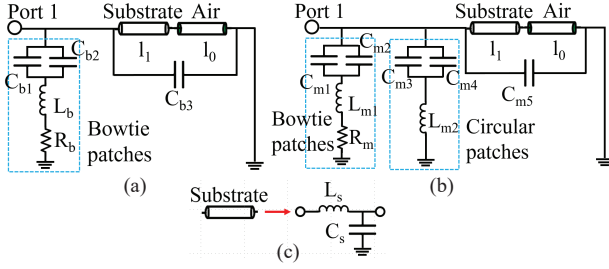 Port 1
Substrate Air
l1 l0
Cb2
Cb1
Cb3
Lb
Rb
Bowtie
patches
(a)
Port 1
Substrate Air
l1 l0
Cm2
Cm1
Cm3
Cm4
Cm5
Lm1
Lm2
Bowtie
patches
Rm
Circular
patches
(b)
Substrate
Ls
Cs
(c)